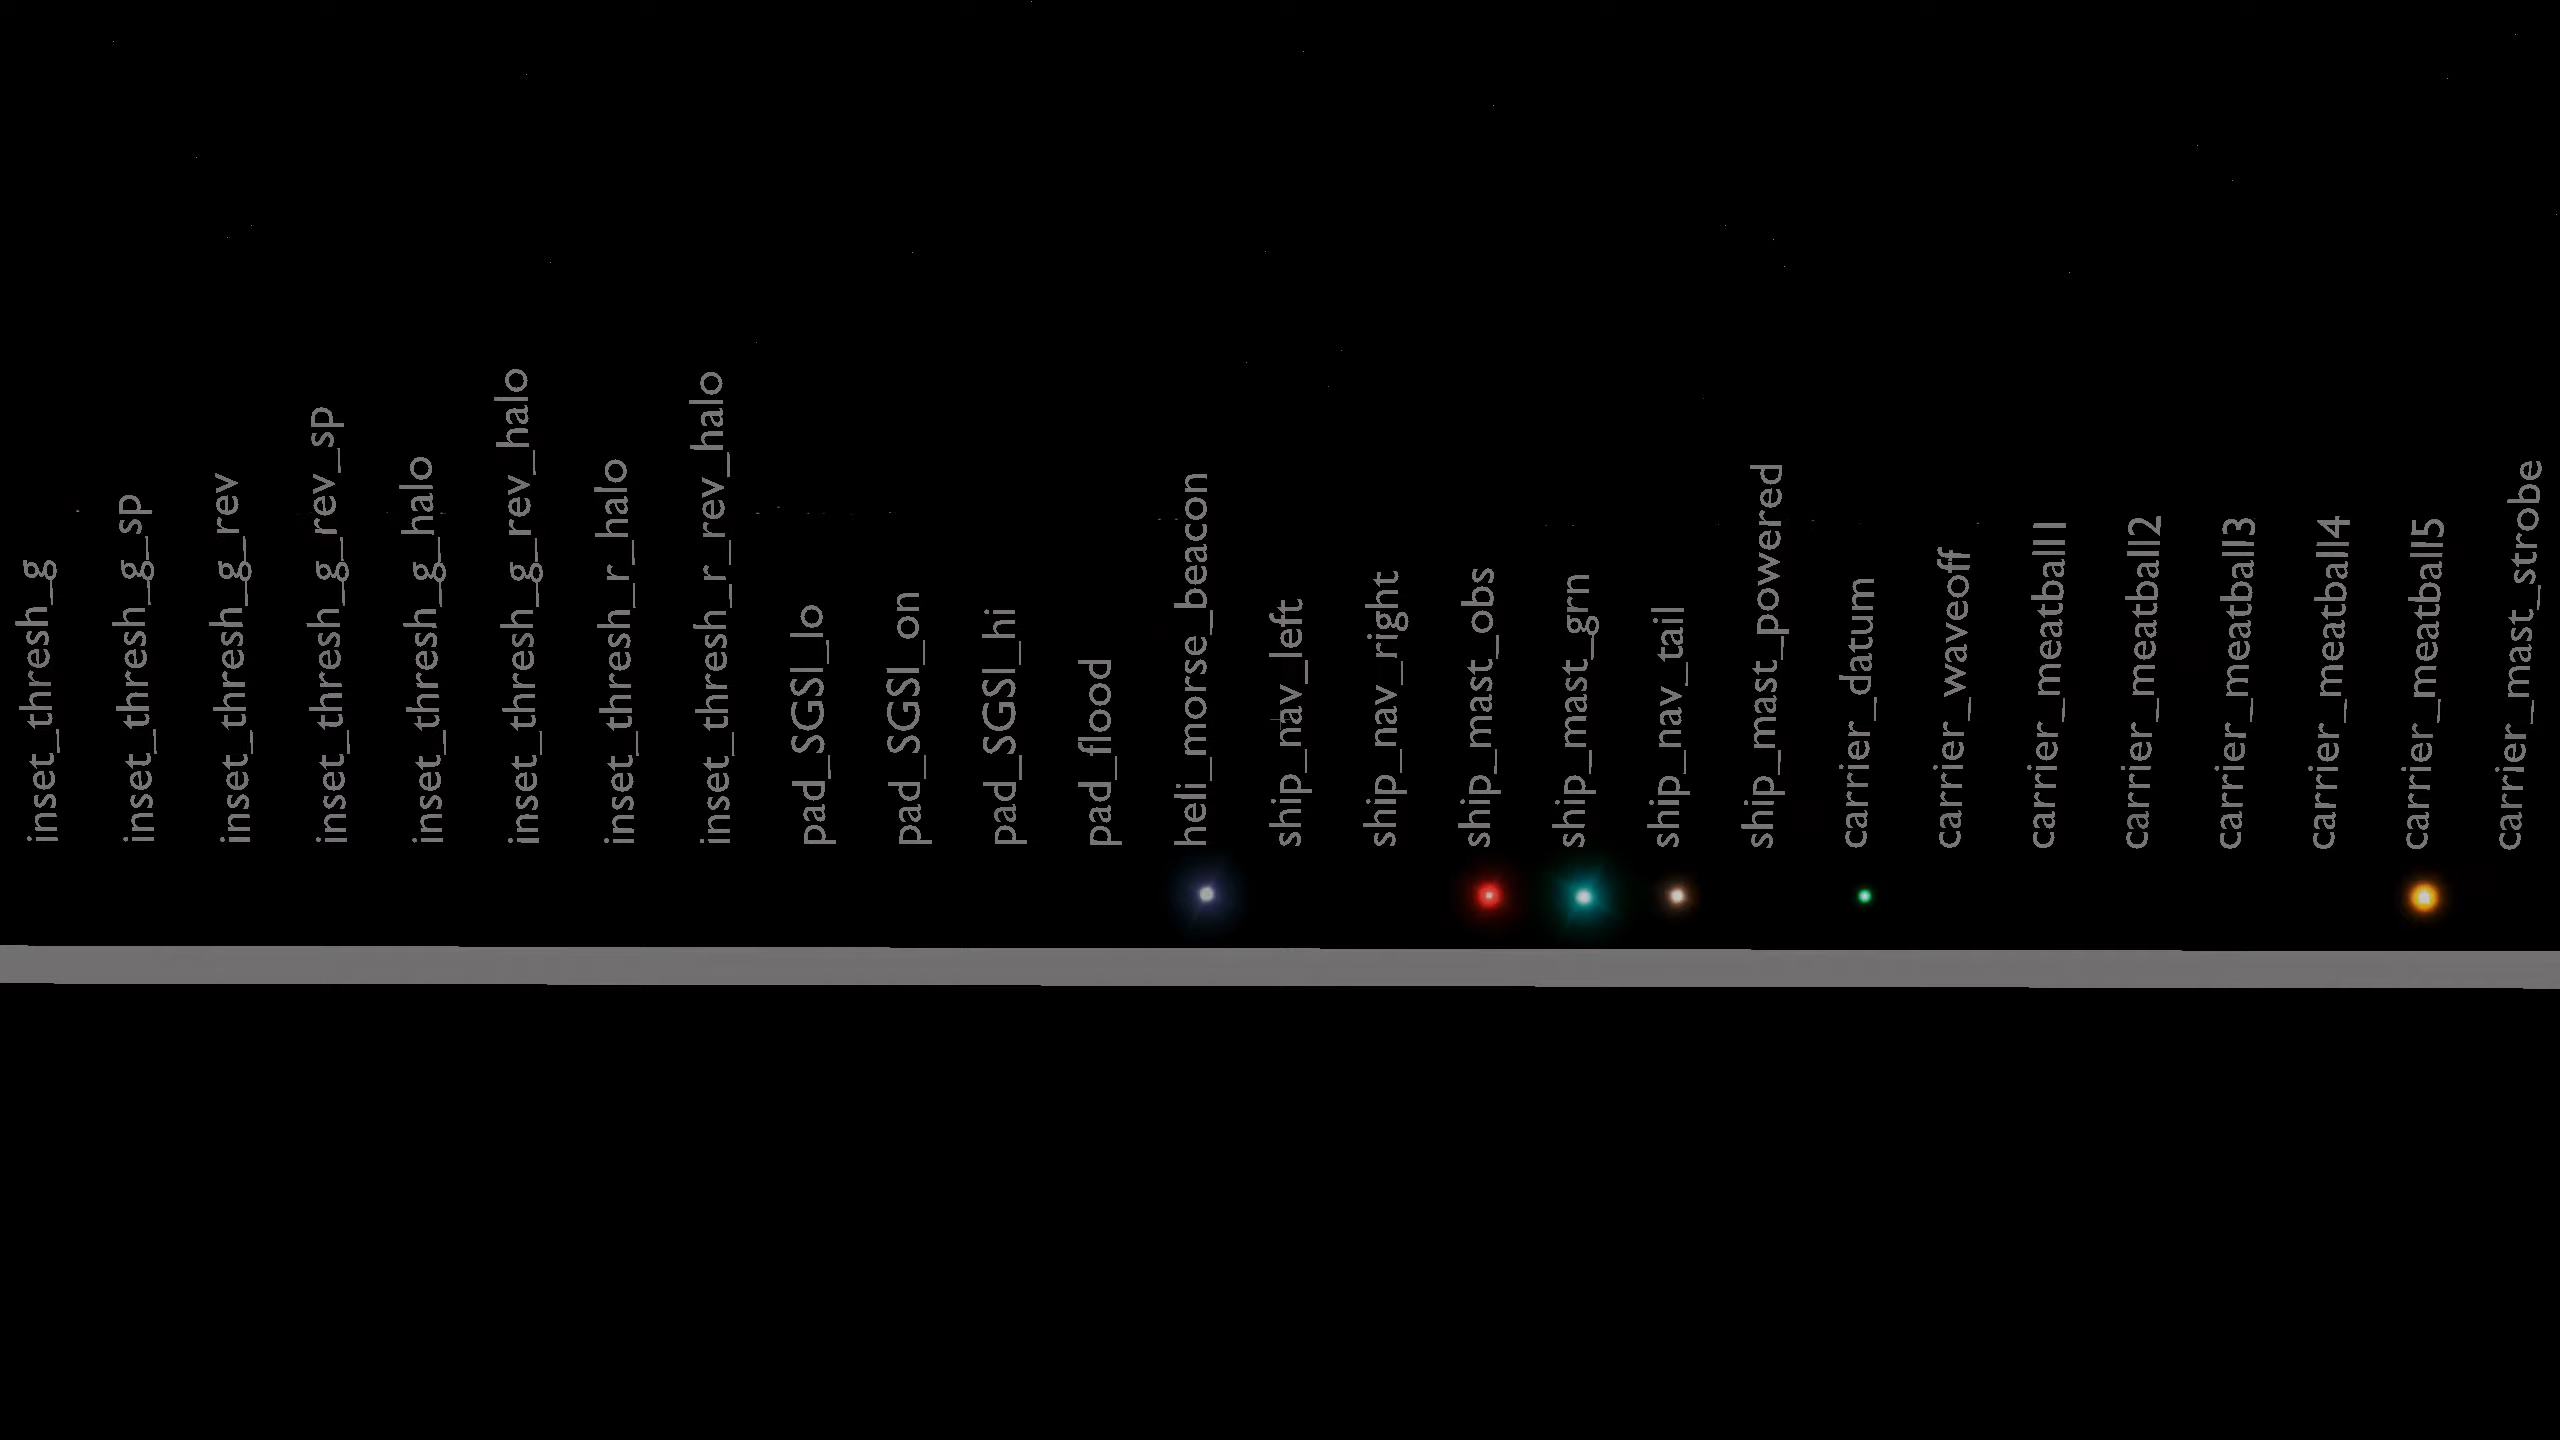 inset_thresh_g
inset_thresh_g_sp
inset_thresh_g_rev
inset_thresh_g_rev_sp
inset_thresh_g_halo
inset_thresh_g_rev_halo
inset_thresh_r_halo
inset_thresh_r_rev_halo
pad_SGSI_lo
pad_SGSI_on
pad_SGSI_hi
pad_flood
heli_morse_beacon
ship_nav_left
ship_nav_right
ship_mast_obs
ship_mast_grn
ship_nav_tail
ship_mast_powered
carrier_datum
carrier_waveoff
carrier_meatball1
carrier_meatball2
carrier_meatball3
carrier_meatball4
carrier_meatball5
carrier_mast_strobe